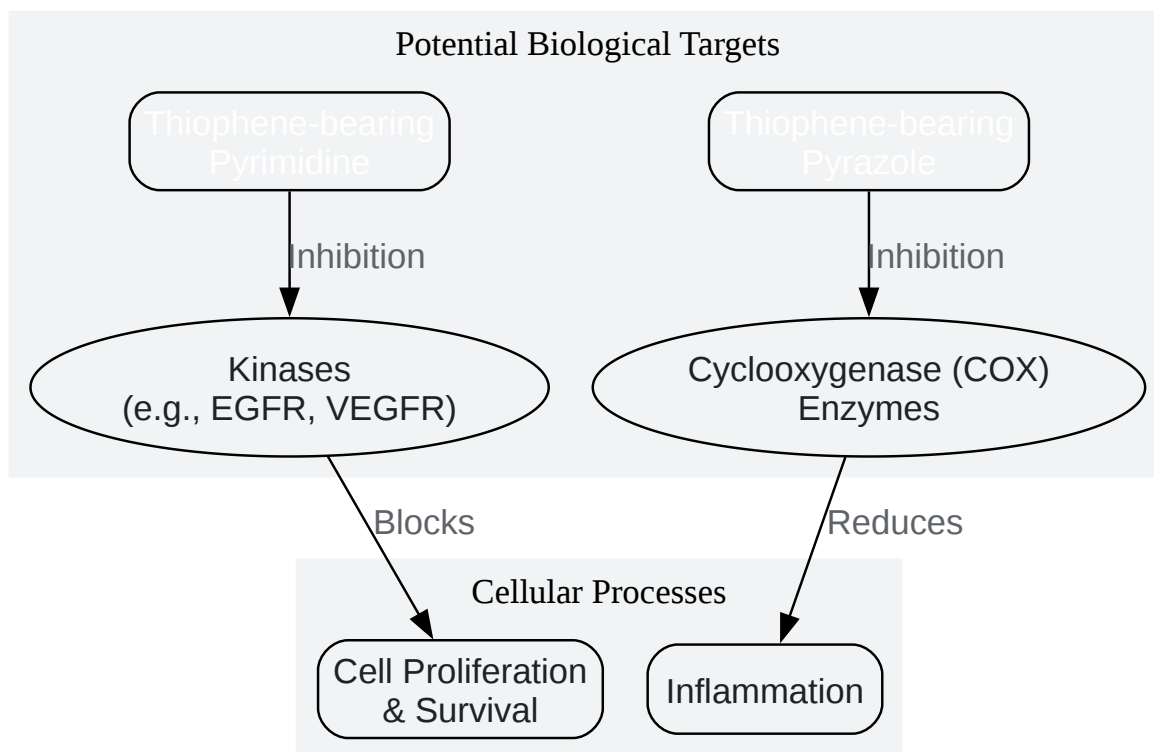 Potential Biological Targets
Thiophene-bearing
Pyrimidine
Thiophene-bearing
Pyrazole
Inhibition
Inhibition
Kinases
(e.g., EGFR, VEGFR)
Cyclooxygenase (COX)
Enzymes
Blocks
Reduces
Cellular Processes
Cell Proliferation
& Survival
Inflammation